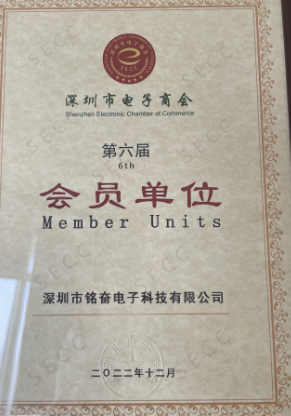 SECC
深圳市电子商会
Shenzhen Electronic Chamber of Commerce
第六届
6th
会员单位
Member Units
深圳市铭奋电子科技有限公司
二〇二二年十二月